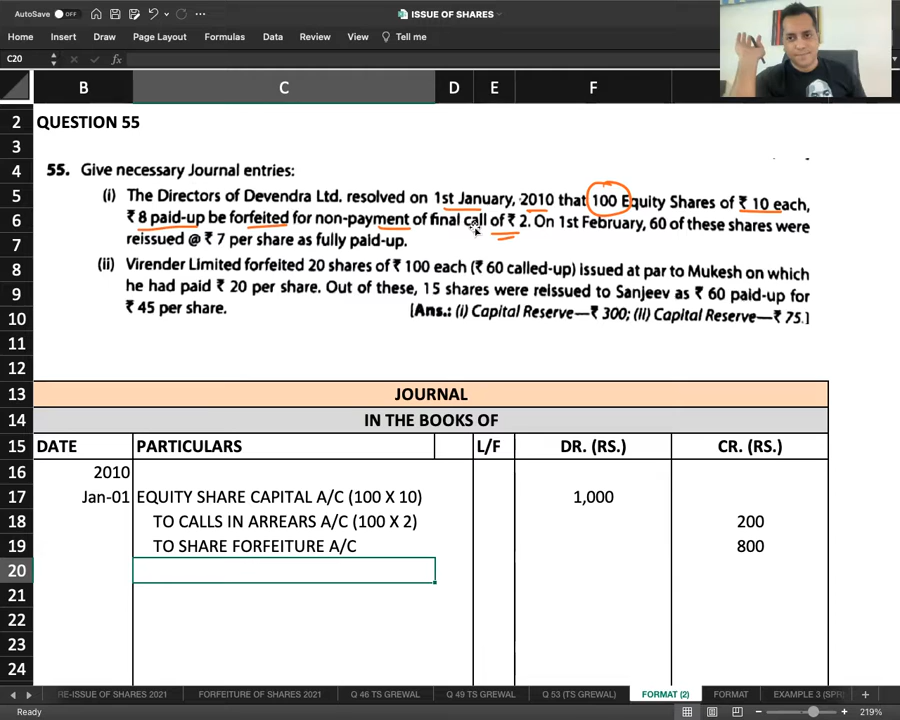 AutoSave OFF ISSUE OF SHARES
Home Insert Draw Page Layout Formulas Data Review View Tell me
C20 fx
B C D E F
2 QUESTION 55
3
4 55. Give necessary Journal entries:
5 (i) The Directors of Devendra Ltd. resolved on 1st January, 2010 that 100 Equity Shares of ₹ 10 each,
6 ₹ 8 paid-up be forfeited for non-payment of final call of ₹ 2. On 1st February, 60 of these shares were
7 reissued @ ₹ 7 per share as fully paid-up.
8 (ii) Virender Limited forfeited 20 shares of ₹ 100 each (₹ 60 called-up) issued at par to Mukesh on which
9 he had paid ₹ 20 per share. Out of these, 15 shares were reissued to Sanjeev as ₹ 60 paid-up for
10 ₹ 45 per share. [Ans.: (i) Capital Reserve—₹ 300; (ii) Capital Reserve—₹ 75.]
11
12
13 JOURNAL
14 IN THE BOOKS OF
15 DATE PARTICULARS L/F DR. (RS.) CR. (RS.)
16 2010
17 Jan-01 EQUITY SHARE CAPITAL A/C (100 X 10) 1,000
18 TO CALLS IN ARREARS A/C (100 X 2) 200
19 TO SHARE FORFEITURE A/C 800
20
21
22
23
24
RE-ISSUE OF SHARES 2021 FORFEITURE OF SHARES 2021 Q 46 TS GREWAL Q 49 TS GREWAL Q 53 (TS GREWAL) FORMAT (2) FORMAT EXAMPLE 3 (SPR
Ready 219%